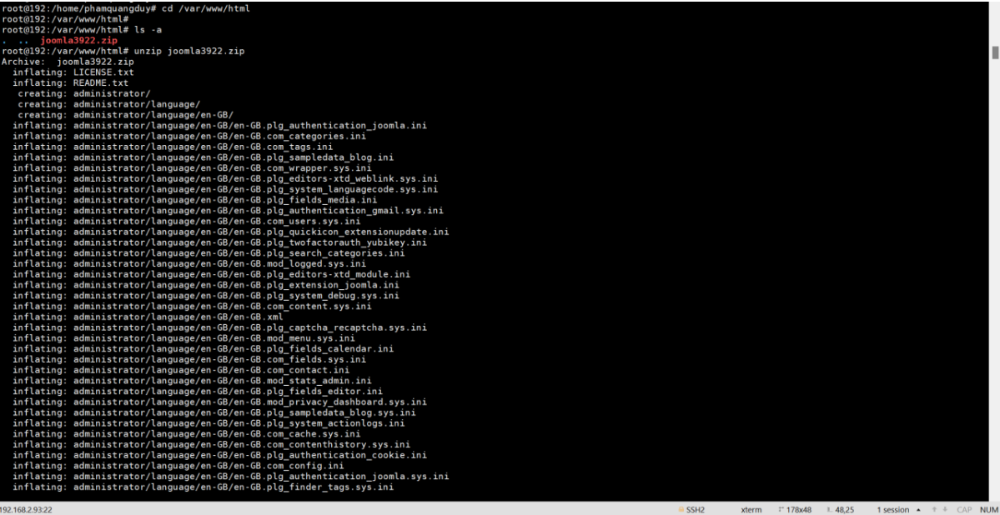 root@192:/home/phamquangduy# cd /var/www/html
root@192:/var/www/html#
root@192:/var/www/html# ls -a
. .. joomla3922.zip
root@192:/var/www/html# unzip joomla3922.zip
Archive: joomla3922.zip
inflating: LICENSE.txt
inflating: README.txt
creating: administrator/
creating: administrator/language/
creating: administrator/language/en-GB/
inflating: administrator/language/en-GB/en-GB.plg_authentication_joomla.ini
inflating: administrator/language/en-GB/en-GB.com_categories.ini
inflating: administrator/language/en-GB/en-GB.com_tags.ini
inflating: administrator/language/en-GB/en-GB.plg_sampledata_blog.ini
inflating: administrator/language/en-GB/en-GB.com_wrapper.sys.ini
inflating: administrator/language/en-GB/en-GB.plg_editors-xtd_weblink.sys.ini
inflating: administrator/language/en-GB/en-GB.plg_system_languagecode.sys.ini
inflating: administrator/language/en-GB/en-GB.plg_fields_media.ini
inflating: administrator/language/en-GB/en-GB.plg_authentication_gmail.sys.ini
inflating: administrator/language/en-GB/en-GB.com_users.sys.ini
inflating: administrator/language/en-GB/en-GB.plg_quickicon_extensionupdate.ini
inflating: administrator/language/en-GB/en-GB.plg_twofactorauth_yubikey.ini
inflating: administrator/language/en-GB/en-GB.plg_search_categories.ini
inflating: administrator/language/en-GB/en-GB.mod_logged.sys.ini
inflating: administrator/language/en-GB/en-GB.plg_editors-xtd_module.ini
inflating: administrator/language/en-GB/en-GB.plg_extension_joomla.ini
inflating: administrator/language/en-GB/en-GB.plg_system_debug.sys.ini
inflating: administrator/language/en-GB/en-GB.com_content.sys.ini
inflating: administrator/language/en-GB/en-GB.xml
inflating: administrator/language/en-GB/en-GB.plg_captcha_recaptcha.sys.ini
inflating: administrator/language/en-GB/en-GB.mod_menu.sys.ini
inflating: administrator/language/en-GB/en-GB.plg_fields_calendar.ini
inflating: administrator/language/en-GB/en-GB.com_fields.sys.ini
inflating: administrator/language/en-GB/en-GB.com_contact.ini
inflating: administrator/language/en-GB/en-GB.mod_stats_admin.ini
inflating: administrator/language/en-GB/en-GB.plg_fields_editor.ini
inflating: administrator/language/en-GB/en-GB.mod_privacy_dashboard.sys.ini
inflating: administrator/language/en-GB/en-GB.plg_sampledata_blog.sys.ini
inflating: administrator/language/en-GB/en-GB.plg_system_actionlogs.ini
inflating: administrator/language/en-GB/en-GB.com_cache.sys.ini
inflating: administrator/language/en-GB/en-GB.com_contenthistory.sys.ini
inflating: administrator/language/en-GB/en-GB.plg_authentication_cookie.ini
inflating: administrator/language/en-GB/en-GB.com_config.ini
inflating: administrator/language/en-GB/en-GB.plg_authentication_joomla.sys.ini
inflating: administrator/language/en-GB/en-GB.plg_finder_tags.sys.ini
192.168.2.93:22 SSH2 xterm 178x48 48,25 1 session CAP NUM